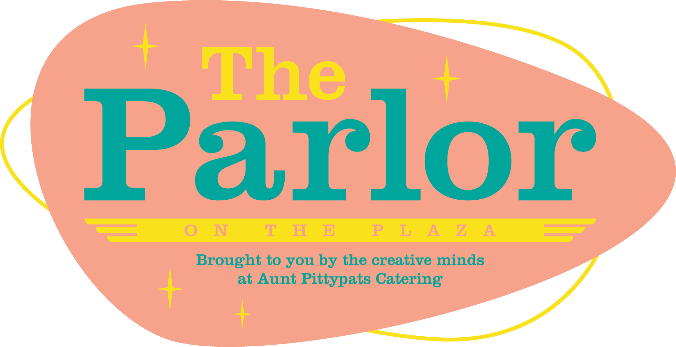 The
Parlor
ON THE PLAZA
Brought to you by the creative minds
at Aunt Pittypats Catering